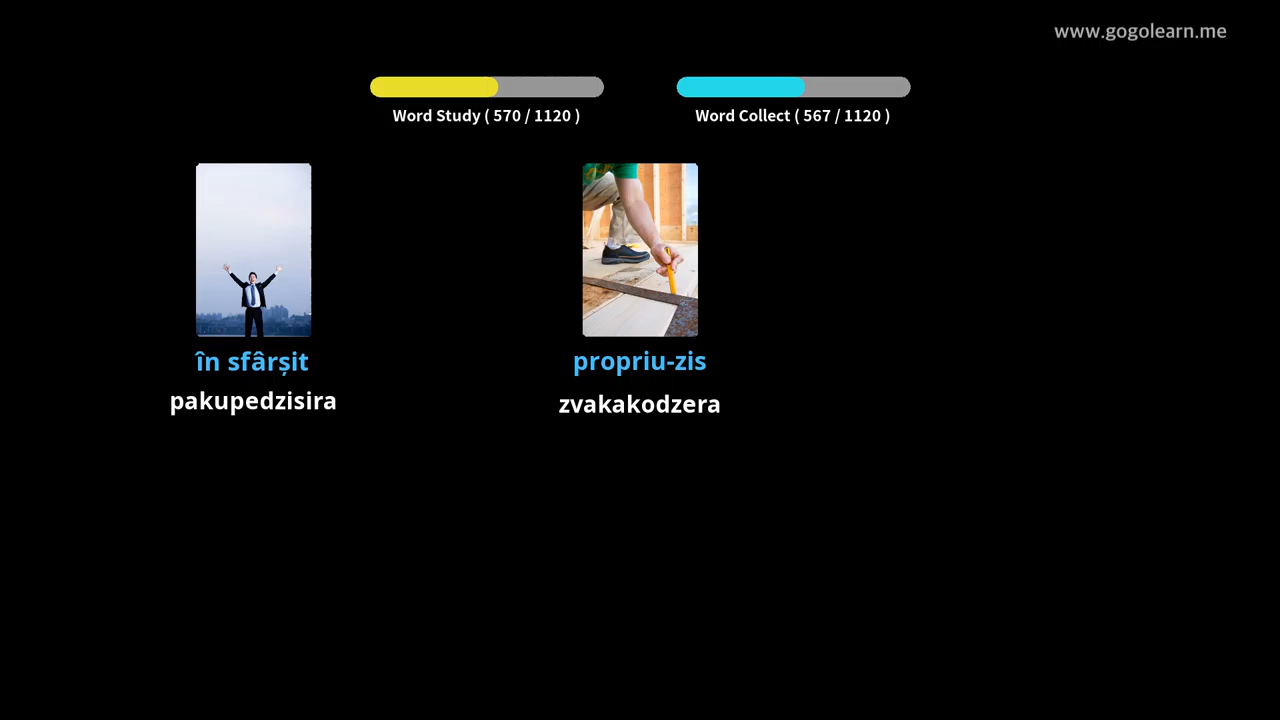 www.gogolearn.me
Word Study ( 570 / 1120 )
Word Collect ( 567 / 1120 )
în sfârșit
pakupedzisira
propriu-zis
zvakakodzera